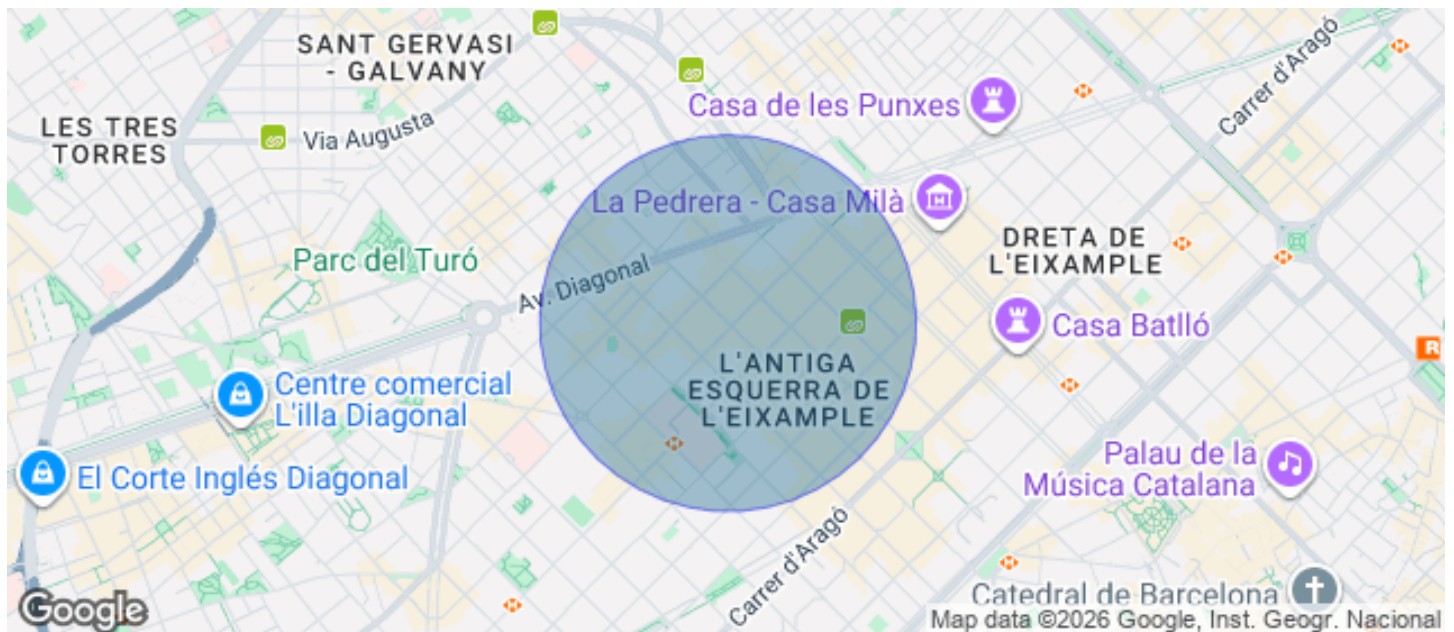 SANT GERVASI
- GALVANY
LES TRES
TORRES
Via Augusta
Casa de les Punxes
Carrer d'Aragó
La Pedrera - Casa Milà
DRETA DE
L'EIXAMPLE
Parc del Turó
Av. Diagonal
Casa Batlló
L'ANTIGA
ESQUERRA DE
L'EIXAMPLE
Centre comercial
L'illa Diagonal
El Corte Inglés Diagonal
Palau de la
Música Catalana
Carrer d'Aragó
Catedral de Barcelona
R
Google
Map data ©2026 Google, Inst. Geogr. Nacional